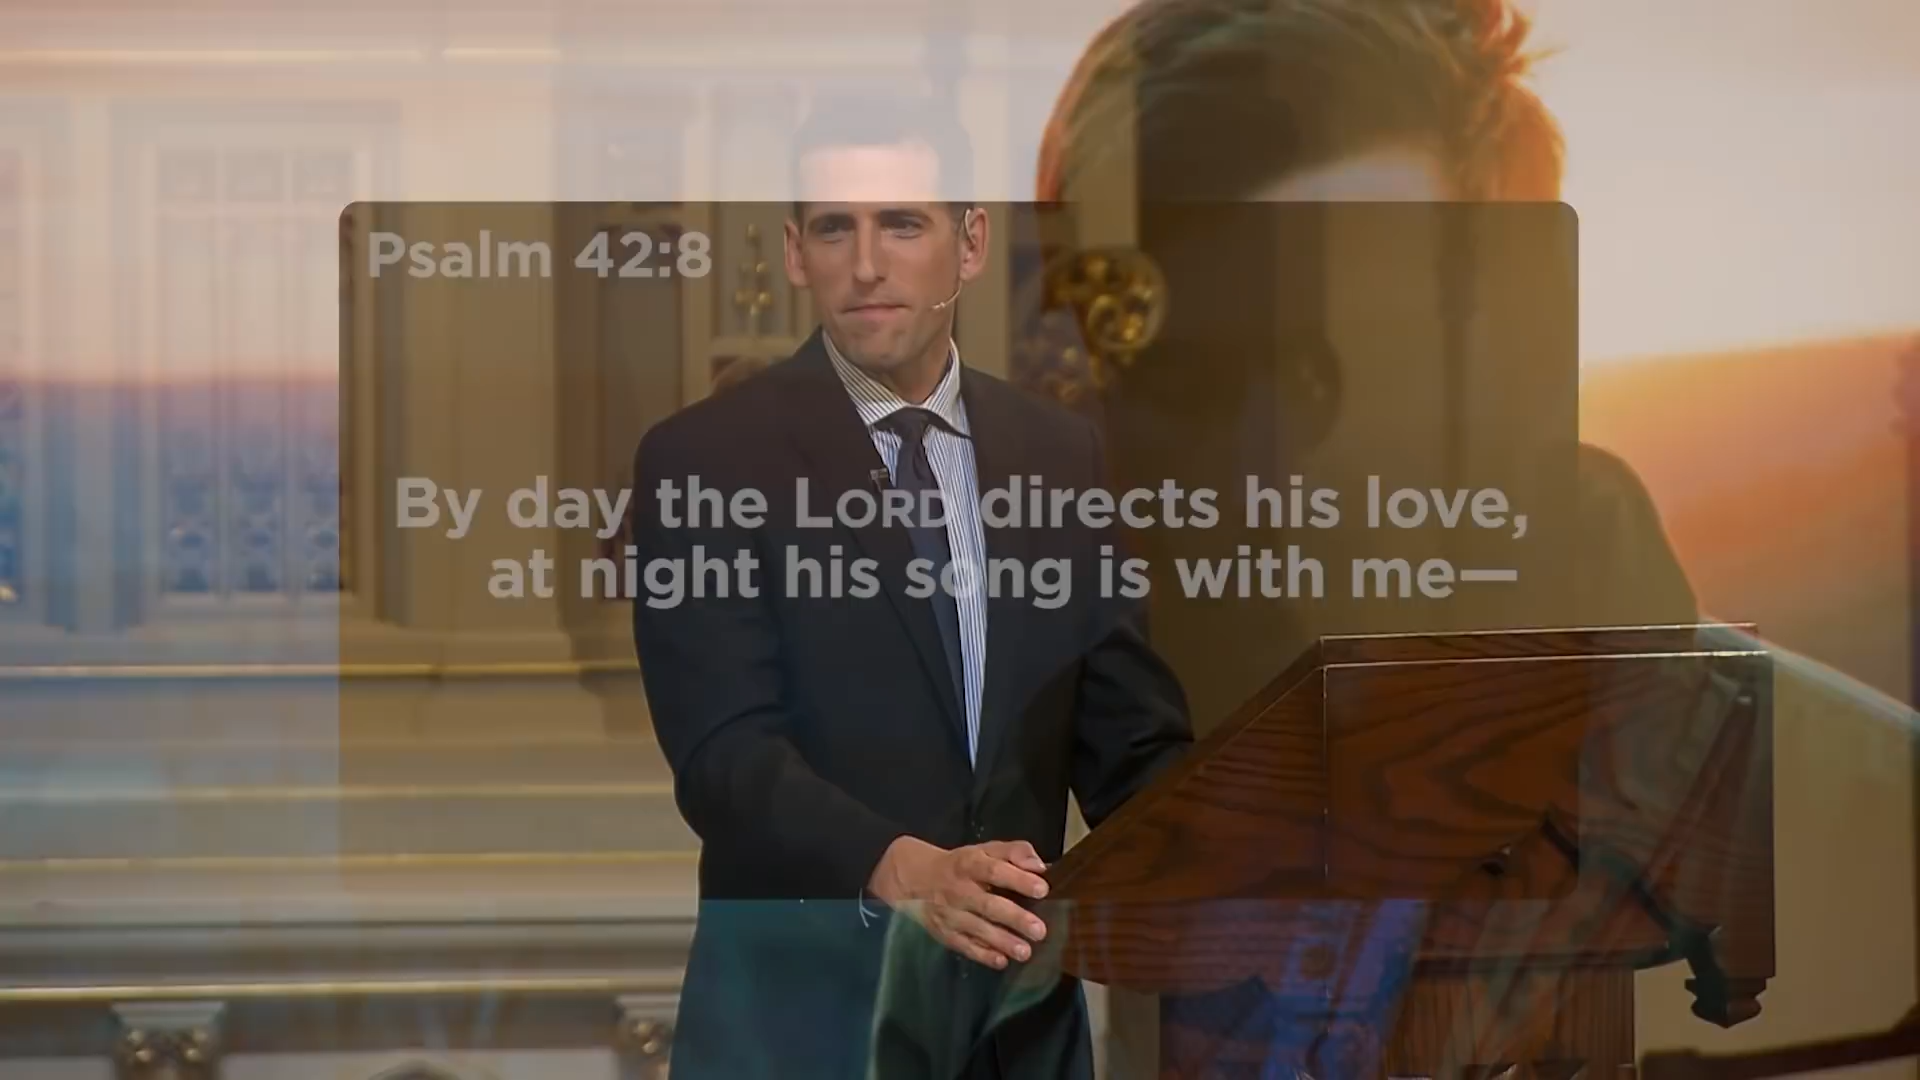 Psalm 42:8
By day the LORD directs his love,
at night his song is with me—